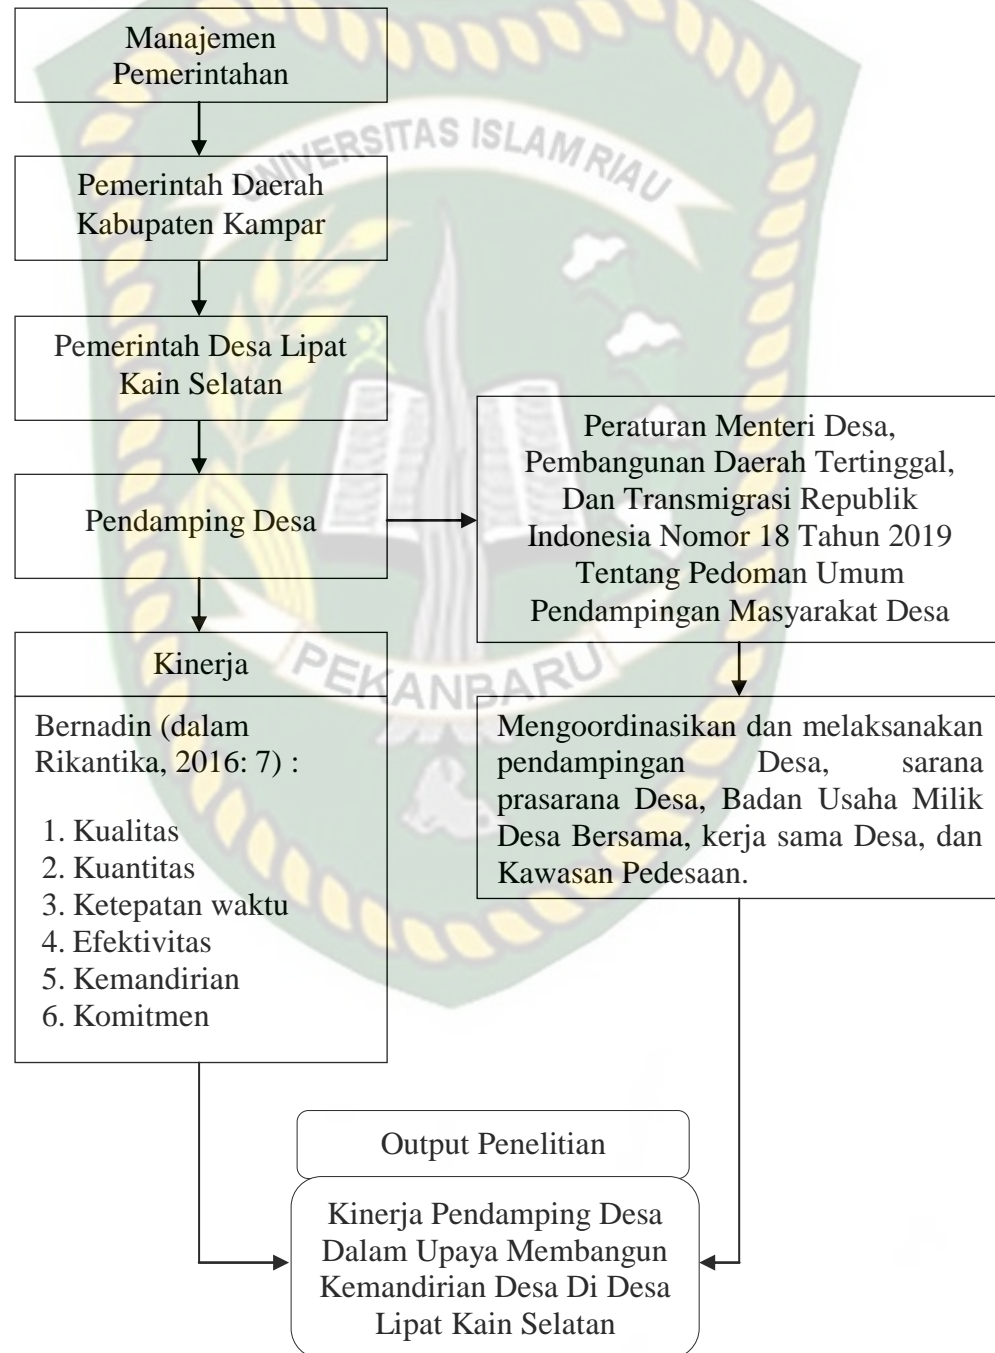 Manajemen
Pemerintahan
UNIVERSITAS ISLAM RIAU
Pemerintah Daerah
Kabupaten Kampar
Pemerintah Desa Lipat
Kain Selatan
Pendamping Desa
Peraturan Menteri Desa,
Pembangunan Daerah Tertinggal,
Dan Transmigrasi Republik
Indonesia Nomor 18 Tahun 2019
Tentang Pedoman Umum
Pendampingan Masyarakat Desa
PEKANBARU
Kinerja
Bernadin (dalam
Rikantika, 2016: 7) :
1. Kualitas
2. Kuantitas
3. Ketepatan waktu
4. Efektivitas
5. Kemandirian
6. Komitmen
Mengoordinasikan dan melaksanakan
pendampingan Desa, sarana
prasarana Desa, Badan Usaha Milik
Desa Bersama, kerja sama Desa, dan
Kawasan Pedesaan.
Output Penelitian
Kinerja Pendamping Desa
Dalam Upaya Membangun
Kemandirian Desa Di Desa
Lipat Kain Selatan